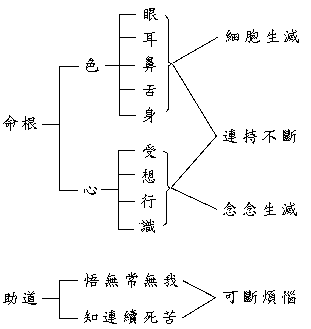 眼
耳
色 鼻 細胞生滅
舌
命根 身 連持不斷
受
想
心 行 念念生滅
識
悟無常無我
助道 可斷煩惱
知連續死苦